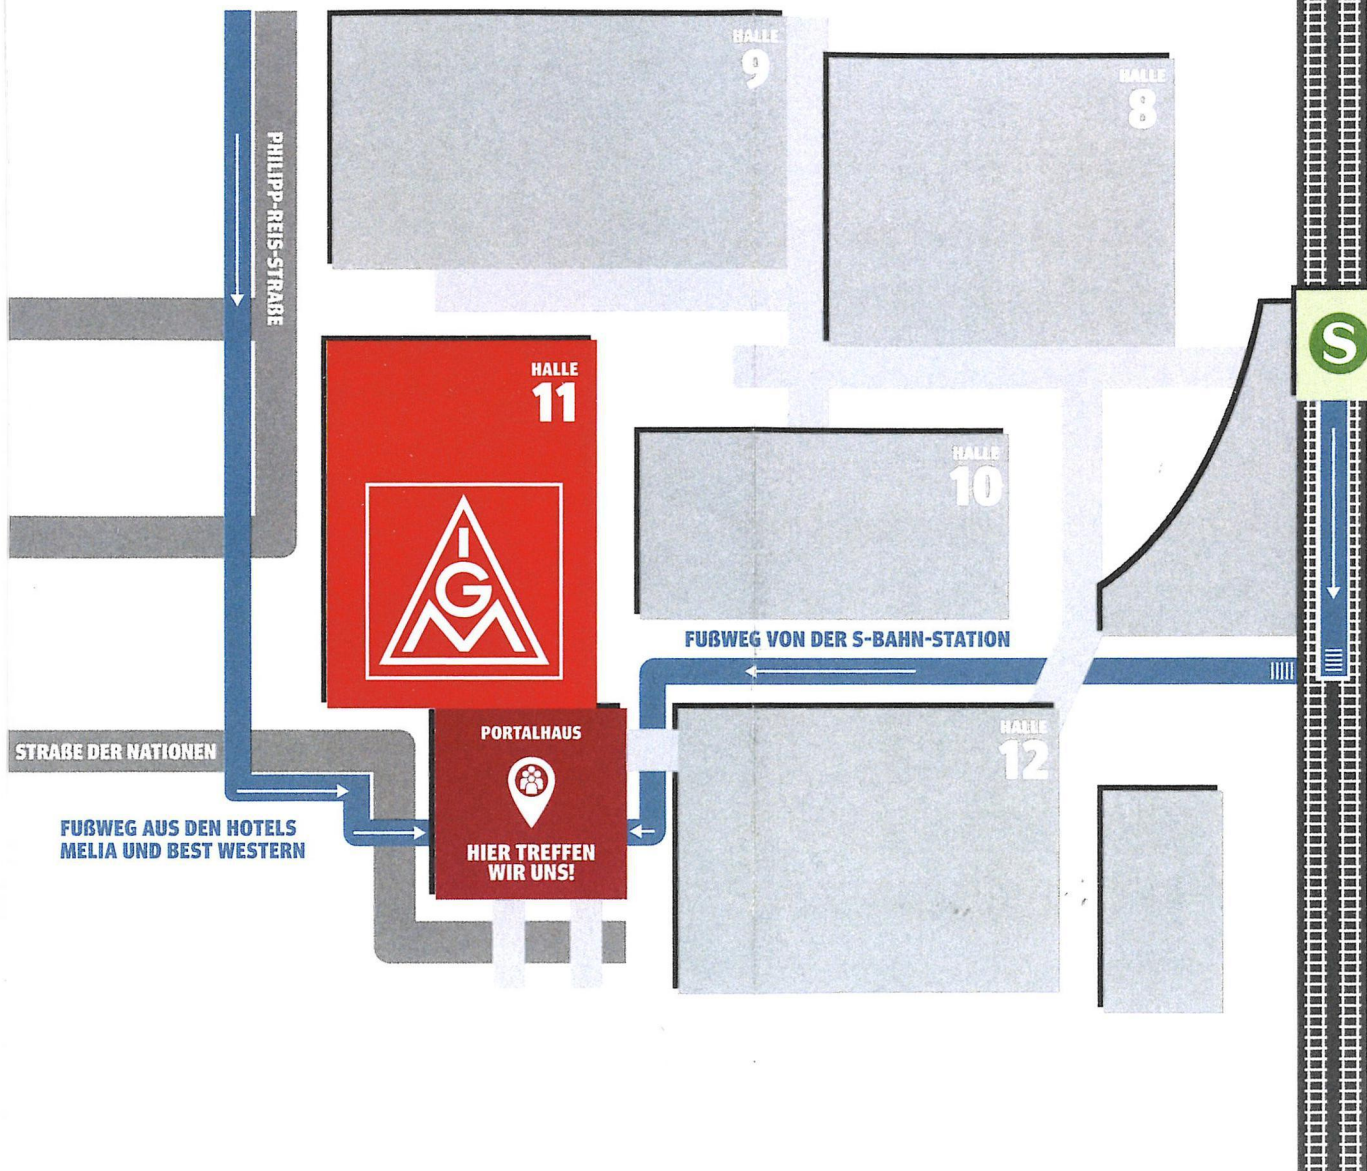 HALLE
9
HALLE
8
PHILIPP-REIS-STRAßE
S
HALLE
11
IGM
HALLE
10
FUßWEG VON DER S-BAHN-STATION
STRAßE DER NATIONEN
PORTALHAUS
HALLE
12
FUßWEG AUS DEN HOTELS
MELIA UND BEST WESTERN
HIER TREFFEN
WIR UNS!